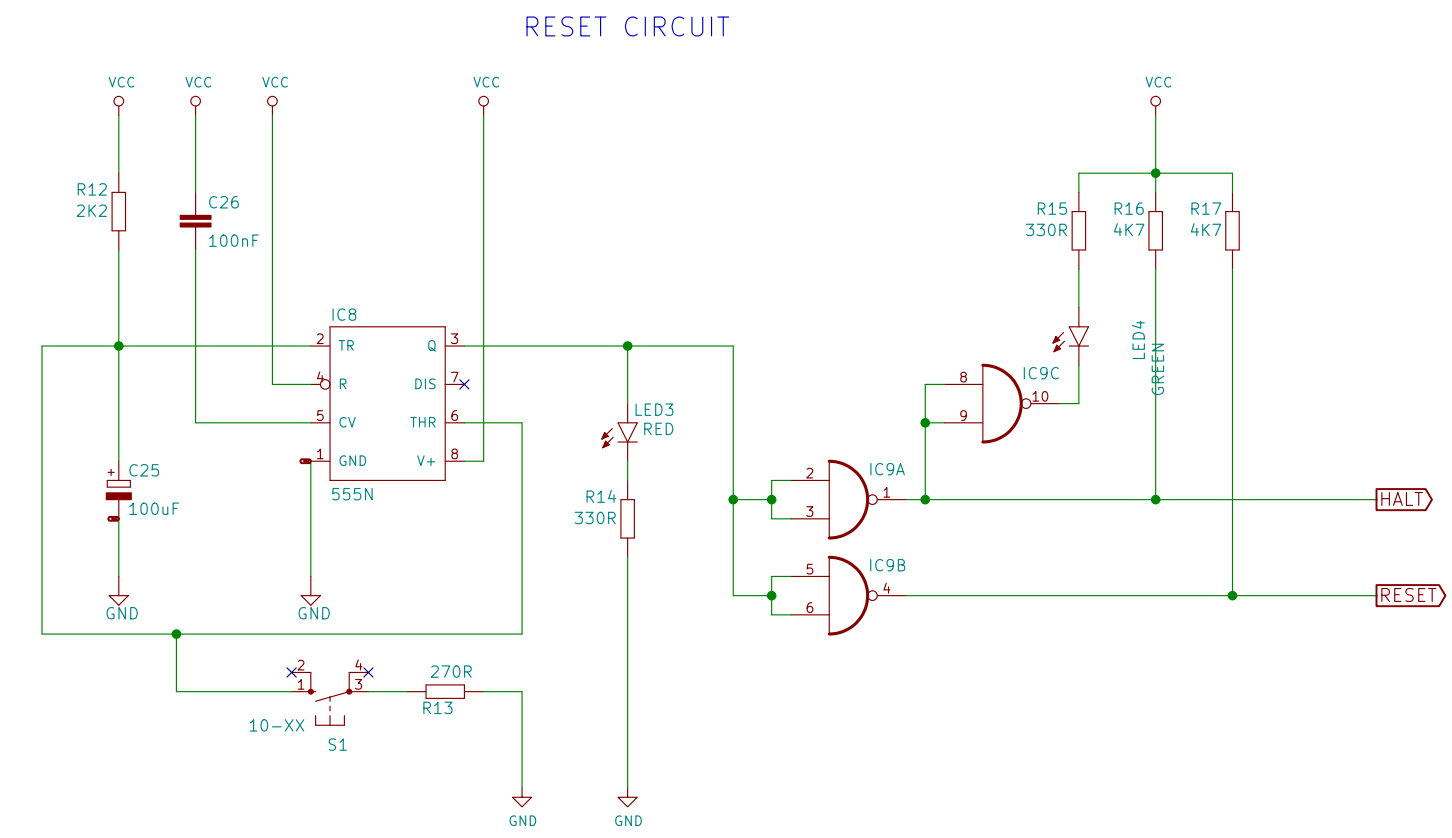 RESET CIRCUIT
VCC
VCC
VCC
VCC
VCC
R12
2K2
C26
100nF
R15
330R
R16
4K7
R17
4K7
IC8
2 TR Q 3
4 R DIS 7
5 CV THR 6
1 GND V+ 8
555N
LED3
RED
R14
330R
C25
+
100uF
GND
GND
LED4
GREEN
IC9C
8
9
10
IC9A
2
3
1
HALT
IC9B
5
6
4
RESET
2
1
4
3
10-XX
S1
270R
R13
GND
GND